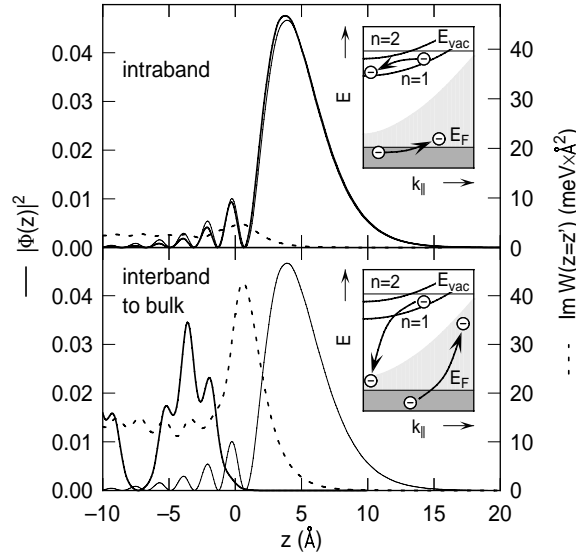 0.04
0.03
0.02
0.01
0.00
intraband
40
30
20
10
0
n=2
E_vac
n=1
E
E_F
k_||
— |Φ(z)|²
Im W(z=z') (meV×Å²)
0.04
0.03
0.02
0.01
0.00
interband
to bulk
40
30
20
10
0
n=2
E_vac
n=1
E
E_F
k_||
−10 −5 0 5 10 15 20
z (Å)